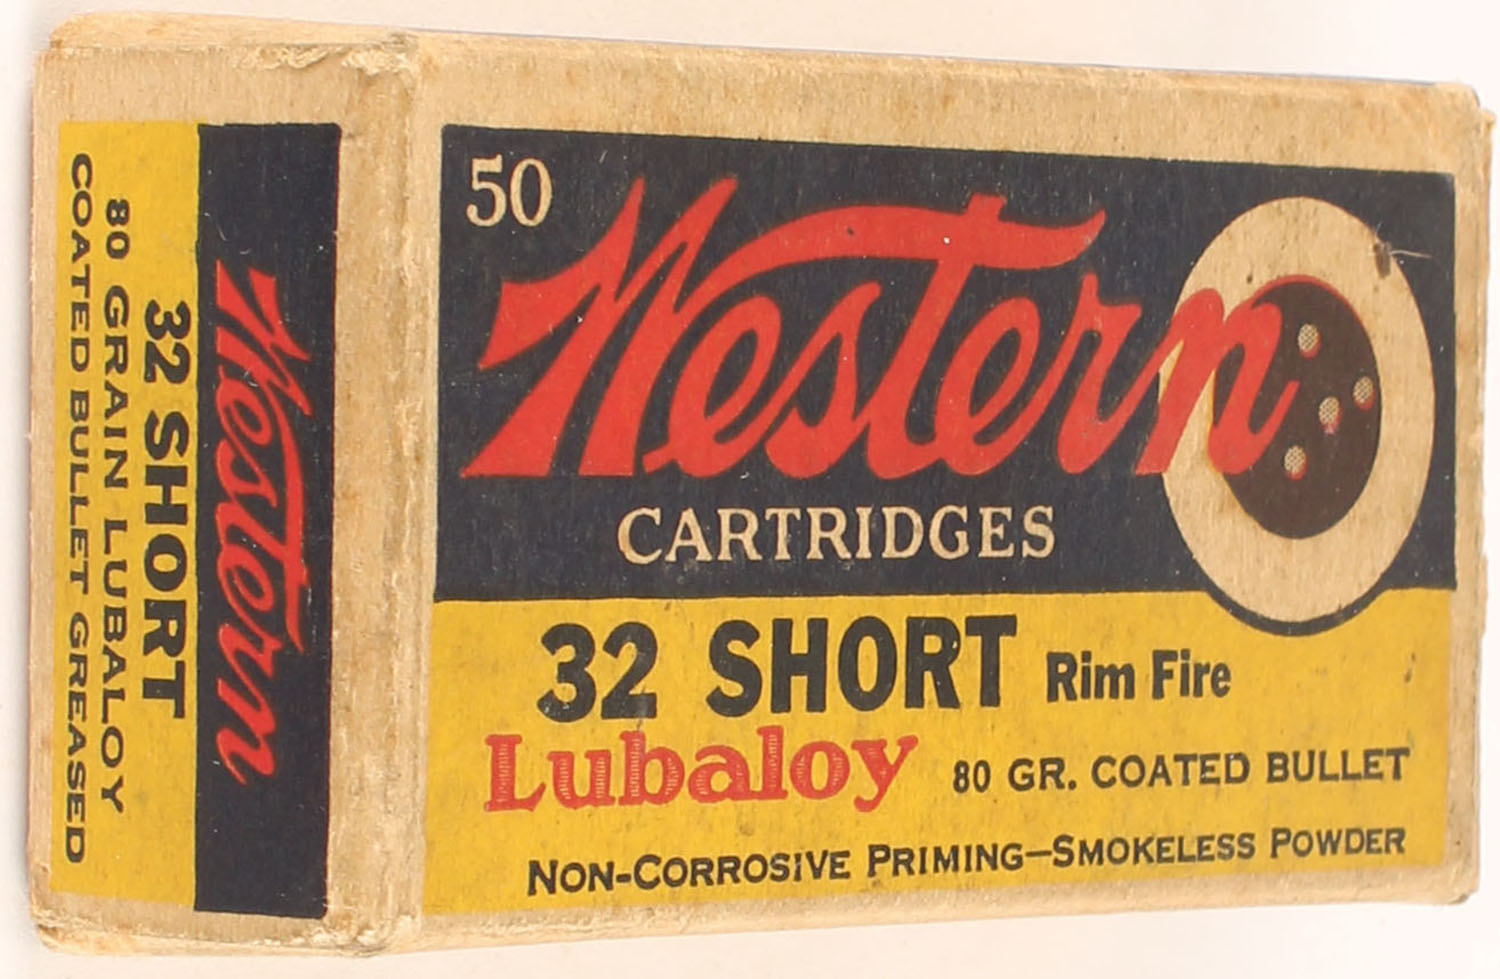 50
Western
CARTRIDGES
32 SHORT Rim Fire
Lubaloy 80 GR. COATED BULLET
NON-CORROSIVE PRIMING—SMOKELESS POWDER
Western
32 SHORT
80 GRAIN LUBALOY
COATED BULLET GREASED